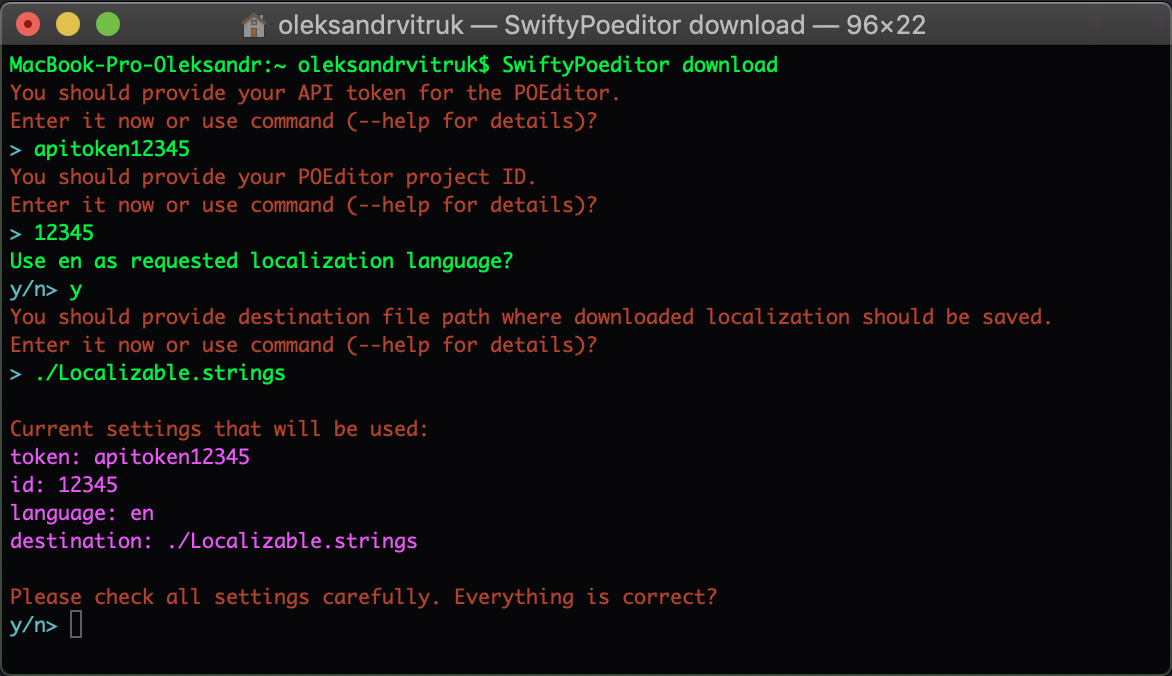 oleksandrvitruk — SwiftyPoeditor download — 96×22
MacBook-Pro-Oleksandr:~ oleksandrvitruk$ SwiftyPoeditor download
You should provide your API token for the POEditor.
Enter it now or use command (--help for details)?
> apitoken12345
You should provide your POEditor project ID.
Enter it now or use command (--help for details)?
> 12345
Use en as requested localization language?
y/n> y
You should provide destination file path where downloaded localization should be saved.
Enter it now or use command (--help for details)?
> ./Localizable.strings
Current settings that will be used:
token: apitoken12345
id: 12345
language: en
destination: ./Localizable.strings
Please check all settings carefully. Everything is correct?
y/n>